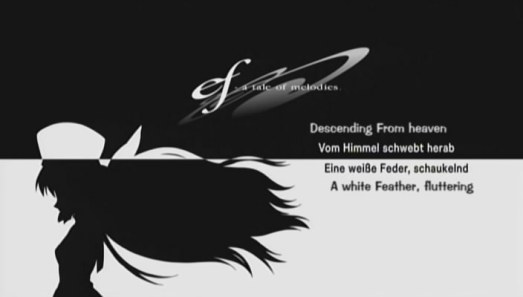 ef
- a tale of melodies.
Descending From heaven
Vom Himmel schwebt herab
Eine weiße Feder, schaukelnd
A white Feather, fluttering